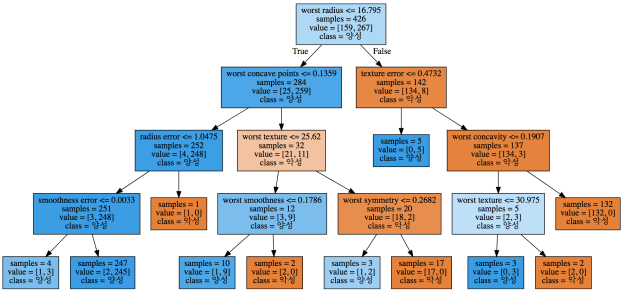 worst radius <= 16.795
samples = 426
value = [159, 267]
class = 양성
True
False
worst concave points <= 0.1359
samples = 284
value = [25, 259]
class = 양성
texture error <= 0.4732
samples = 142
value = [134, 8]
class = 악성
radius error <= 1.0475
samples = 252
value = [4, 248]
class = 양성
worst texture <= 25.62
samples = 32
value = [21, 11]
class = 악성
samples = 5
value = [0, 5]
class = 양성
worst concavity <= 0.1907
samples = 137
value = [134, 3]
class = 악성
smoothness error <= 0.0033
samples = 251
value = [3, 248]
class = 양성
samples = 1
value = [1, 0]
class = 악성
worst smoothness <= 0.1786
samples = 12
value = [3, 9]
class = 양성
worst symmetry <= 0.2682
samples = 20
value = [18, 2]
class = 악성
worst texture <= 30.975
samples = 5
value = [2, 3]
class = 양성
samples = 132
value = [132, 0]
class = 악성
samples = 4
value = [1, 3]
class = 양성
samples = 247
value = [2, 245]
class = 양성
samples = 10
value = [1, 9]
class = 양성
samples = 2
value = [2, 0]
class = 악성
samples = 3
value = [1, 2]
class = 양성
samples = 17
value = [17, 0]
class = 악성
samples = 3
value = [0, 3]
class = 양성
samples = 2
value = [2, 0]
class = 악성